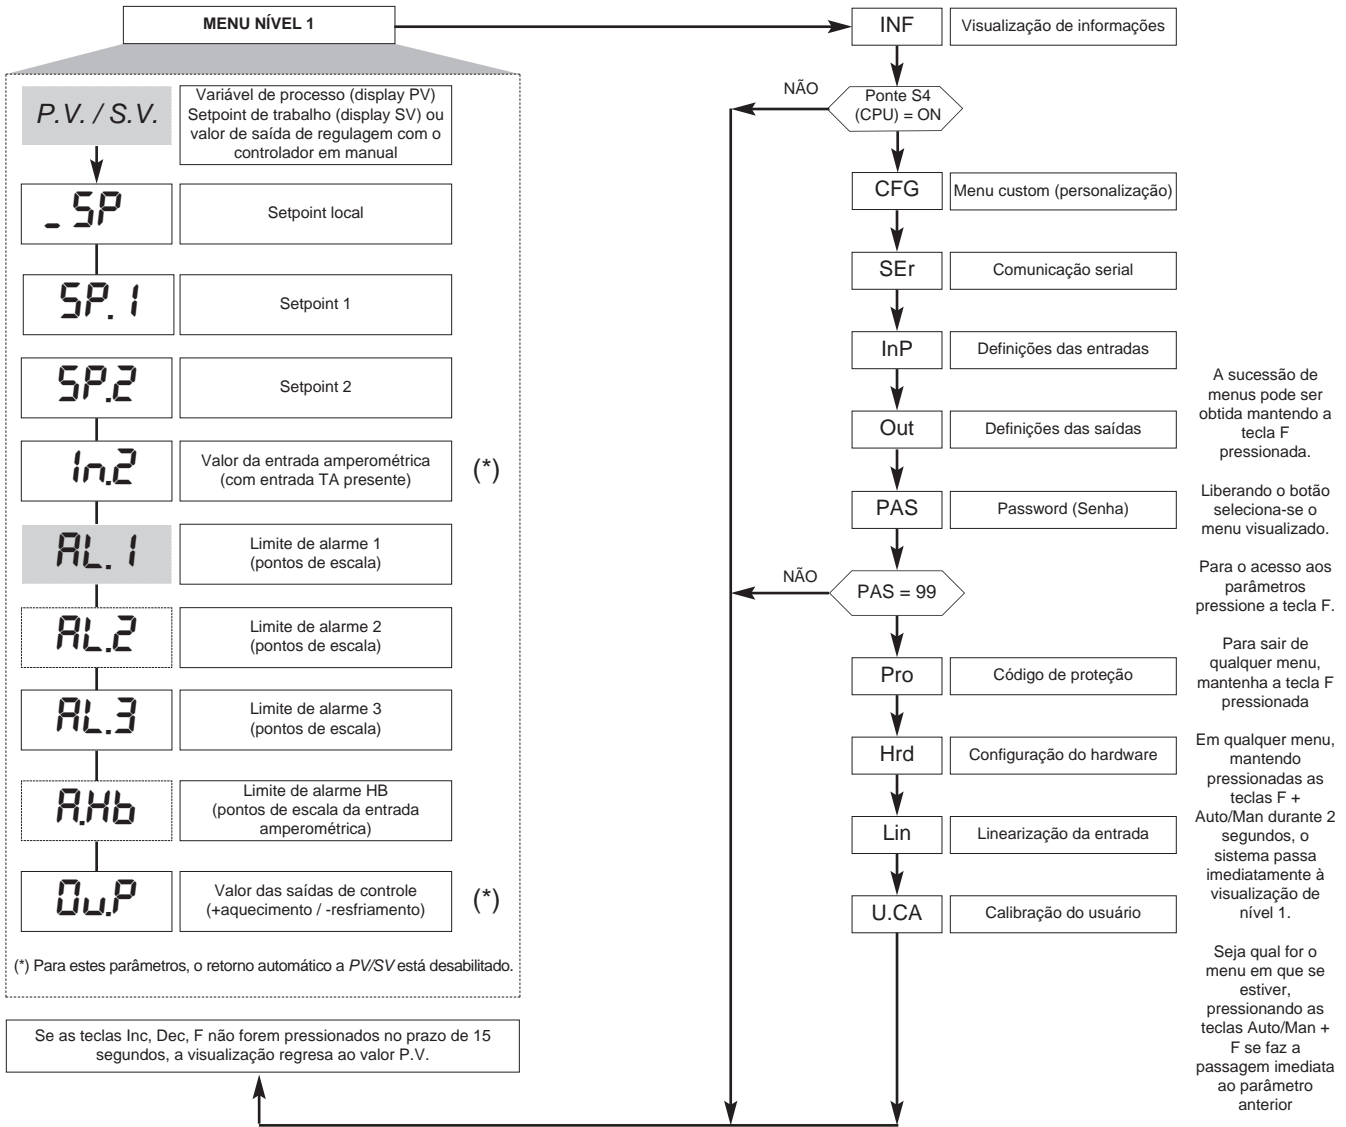 MENU NÍVEL 1
P.V. / S.V.
Variável de processo (display PV)
Setpoint de trabalho (display SV) ou
valor de saída de regulagem com o
controlador em manual
_SP
Setpoint local
SP.1
Setpoint 1
SP.2
Setpoint 2
In.2
Valor da entrada amperométrica
(com entrada TA presente)
(*)
AL.1
Limite de alarme 1
(pontos de escala)
AL.2
Limite de alarme 2
(pontos de escala)
AL.3
Limite de alarme 3
(pontos de escala)
A.Hb
Limite de alarme HB
(pontos de escala da entrada
amperométrica)
Ou.P
Valor das saídas de controle
(+aquecimento / -resfriamento)
(*)
(*) Para estes parâmetros, o retorno automático a PV/SV está desabilitado.
Se as teclas Inc, Dec, F não forem pressionados no prazo de 15
segundos, a visualização regresa ao valor P.V.
INF
Visualização de informações
NÃO
Ponte S4
(CPU) = ON
CFG
Menu custom (personalização)
SEr
Comunicação serial
InP
Definições das entradas
Out
Definições das saídas
PAS
Password (Senha)
NÃO
PAS = 99
Pro
Código de proteção
Hrd
Configuração do hardware
Lin
Linearização da entrada
U.CA
Calibração do usuário
A sucessão de
menus pode ser
obtida mantendo a
tecla F
pressionada.
Liberando o botão
seleciona-se o
menu visualizado.
Para o acesso aos
parâmetros
pressione a tecla F.
Para sair de
qualquer menu,
mantenha a tecla F
pressionada
Em qualquer menu,
mantendo
pressionadas as
teclas F +
Auto/Man durante 2
segundos, o
sistema passa
imediatamente à
visualização de
nível 1.
Seja qual for o
menu em que se
estiver,
pressionando as
teclas Auto/Man +
F se faz a
passagem imediata
ao parâmetro
anterior